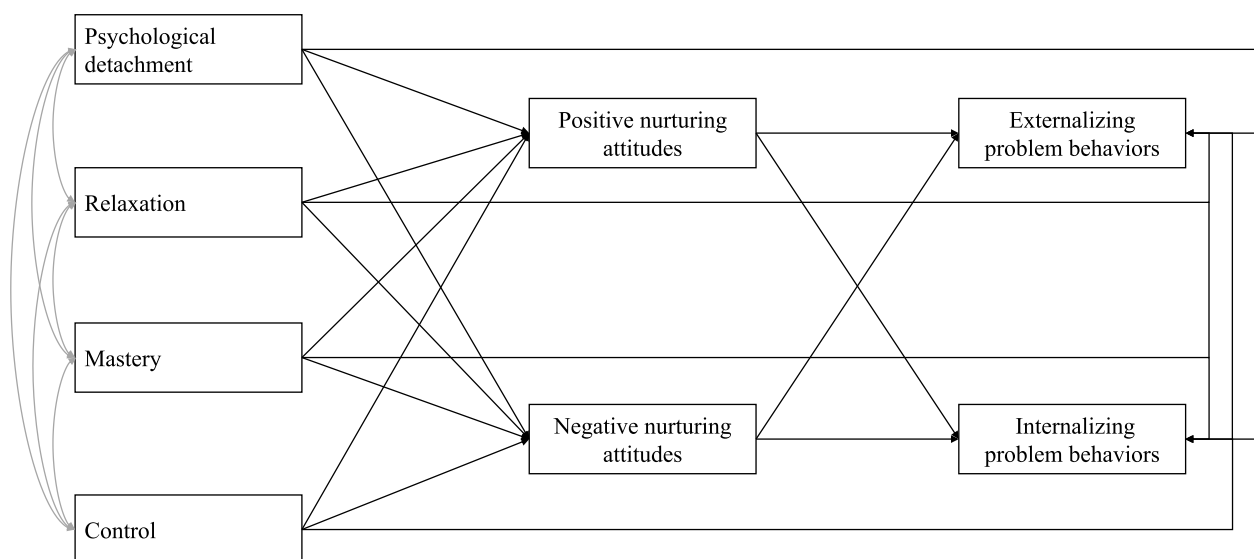 Psychological
detachment
Positive nurturing
attitudes
Externalizing
problem behaviors
Relaxation
Mastery
Negative nurturing
attitudes
Internalizing
problem behaviors
Control